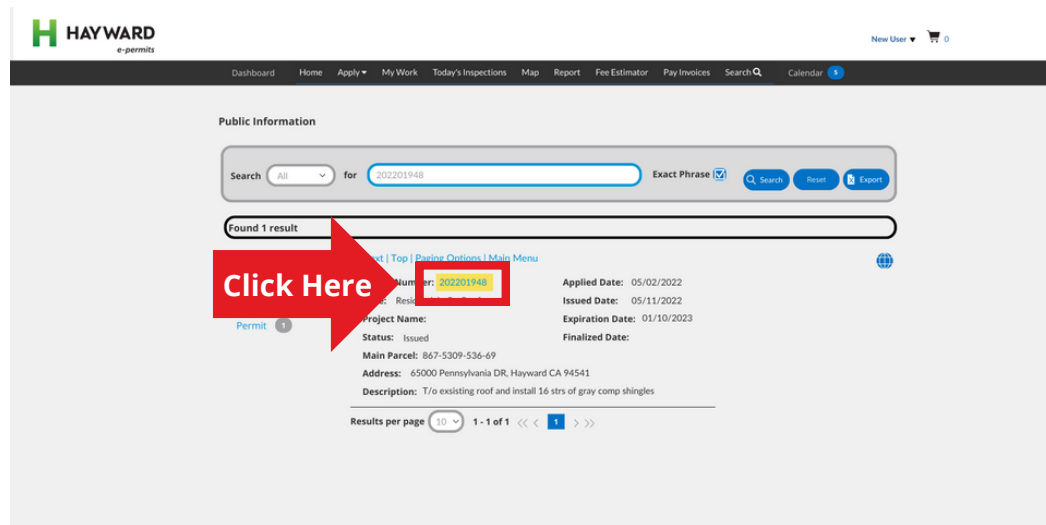 HAYWARD
e-permits
New User 0
Dashboard Home Apply My Work Today's Inspections Map Report Fee Estimator Pay Invoices Search Calendar 5
Public Information
Search All for 202201948 Exact Phrase Search Reset Export
Found 1 result
| Top | Paging Options | Main Menu
Click Here
202201948 Applied Date: 05/02/2022
Issued Date: 05/11/2022
Permit 1
Project Name: Expiration Date: 01/10/2023
Status: Issued Finalized Date:
Main Parcel: 867-5309-536-69
Address: 65000 Pennsylvania DR, Hayward CA 94541
Description: T/o exsisting roof and install 16 strs of gray comp shingles
Results per page 10 1 - 1 of 1 << < 1 > >>